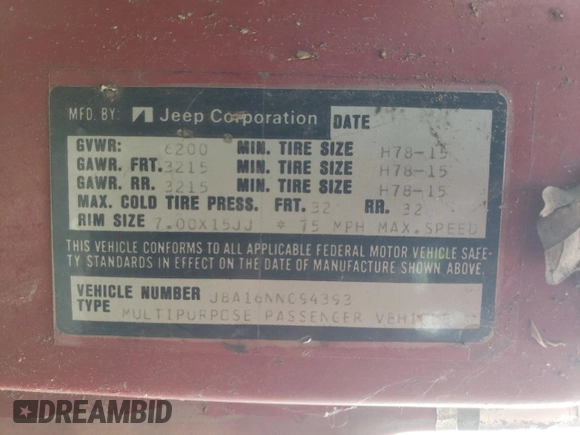 MFD. BY: Jeep Corporation DATE
GVWR: 6200 MIN. TIRE SIZE H78-15
GAWR. FRT. 3215 MIN. TIRE SIZE H78-15
GAWR. RR. 3215 MIN. TIRE SIZE H78-15
MAX. COLD TIRE PRESS. FRT. 32 RR. 32
RIM SIZE 7.00X15JJ * 75 MPH MAX.SPEED
THIS VEHICLE CONFORMS TO ALL APPLICABLE FEDERAL MOTOR VEHICLE SAFE-
TY STANDARDS IN EFFECT ON THE DATE OF MANUFACTURE SHOWN ABOVE.
VEHICLE NUMBER J8A16NN094393
TYPE MULTIPURPOSE PASSENGER VEHICLE
DREAMBID